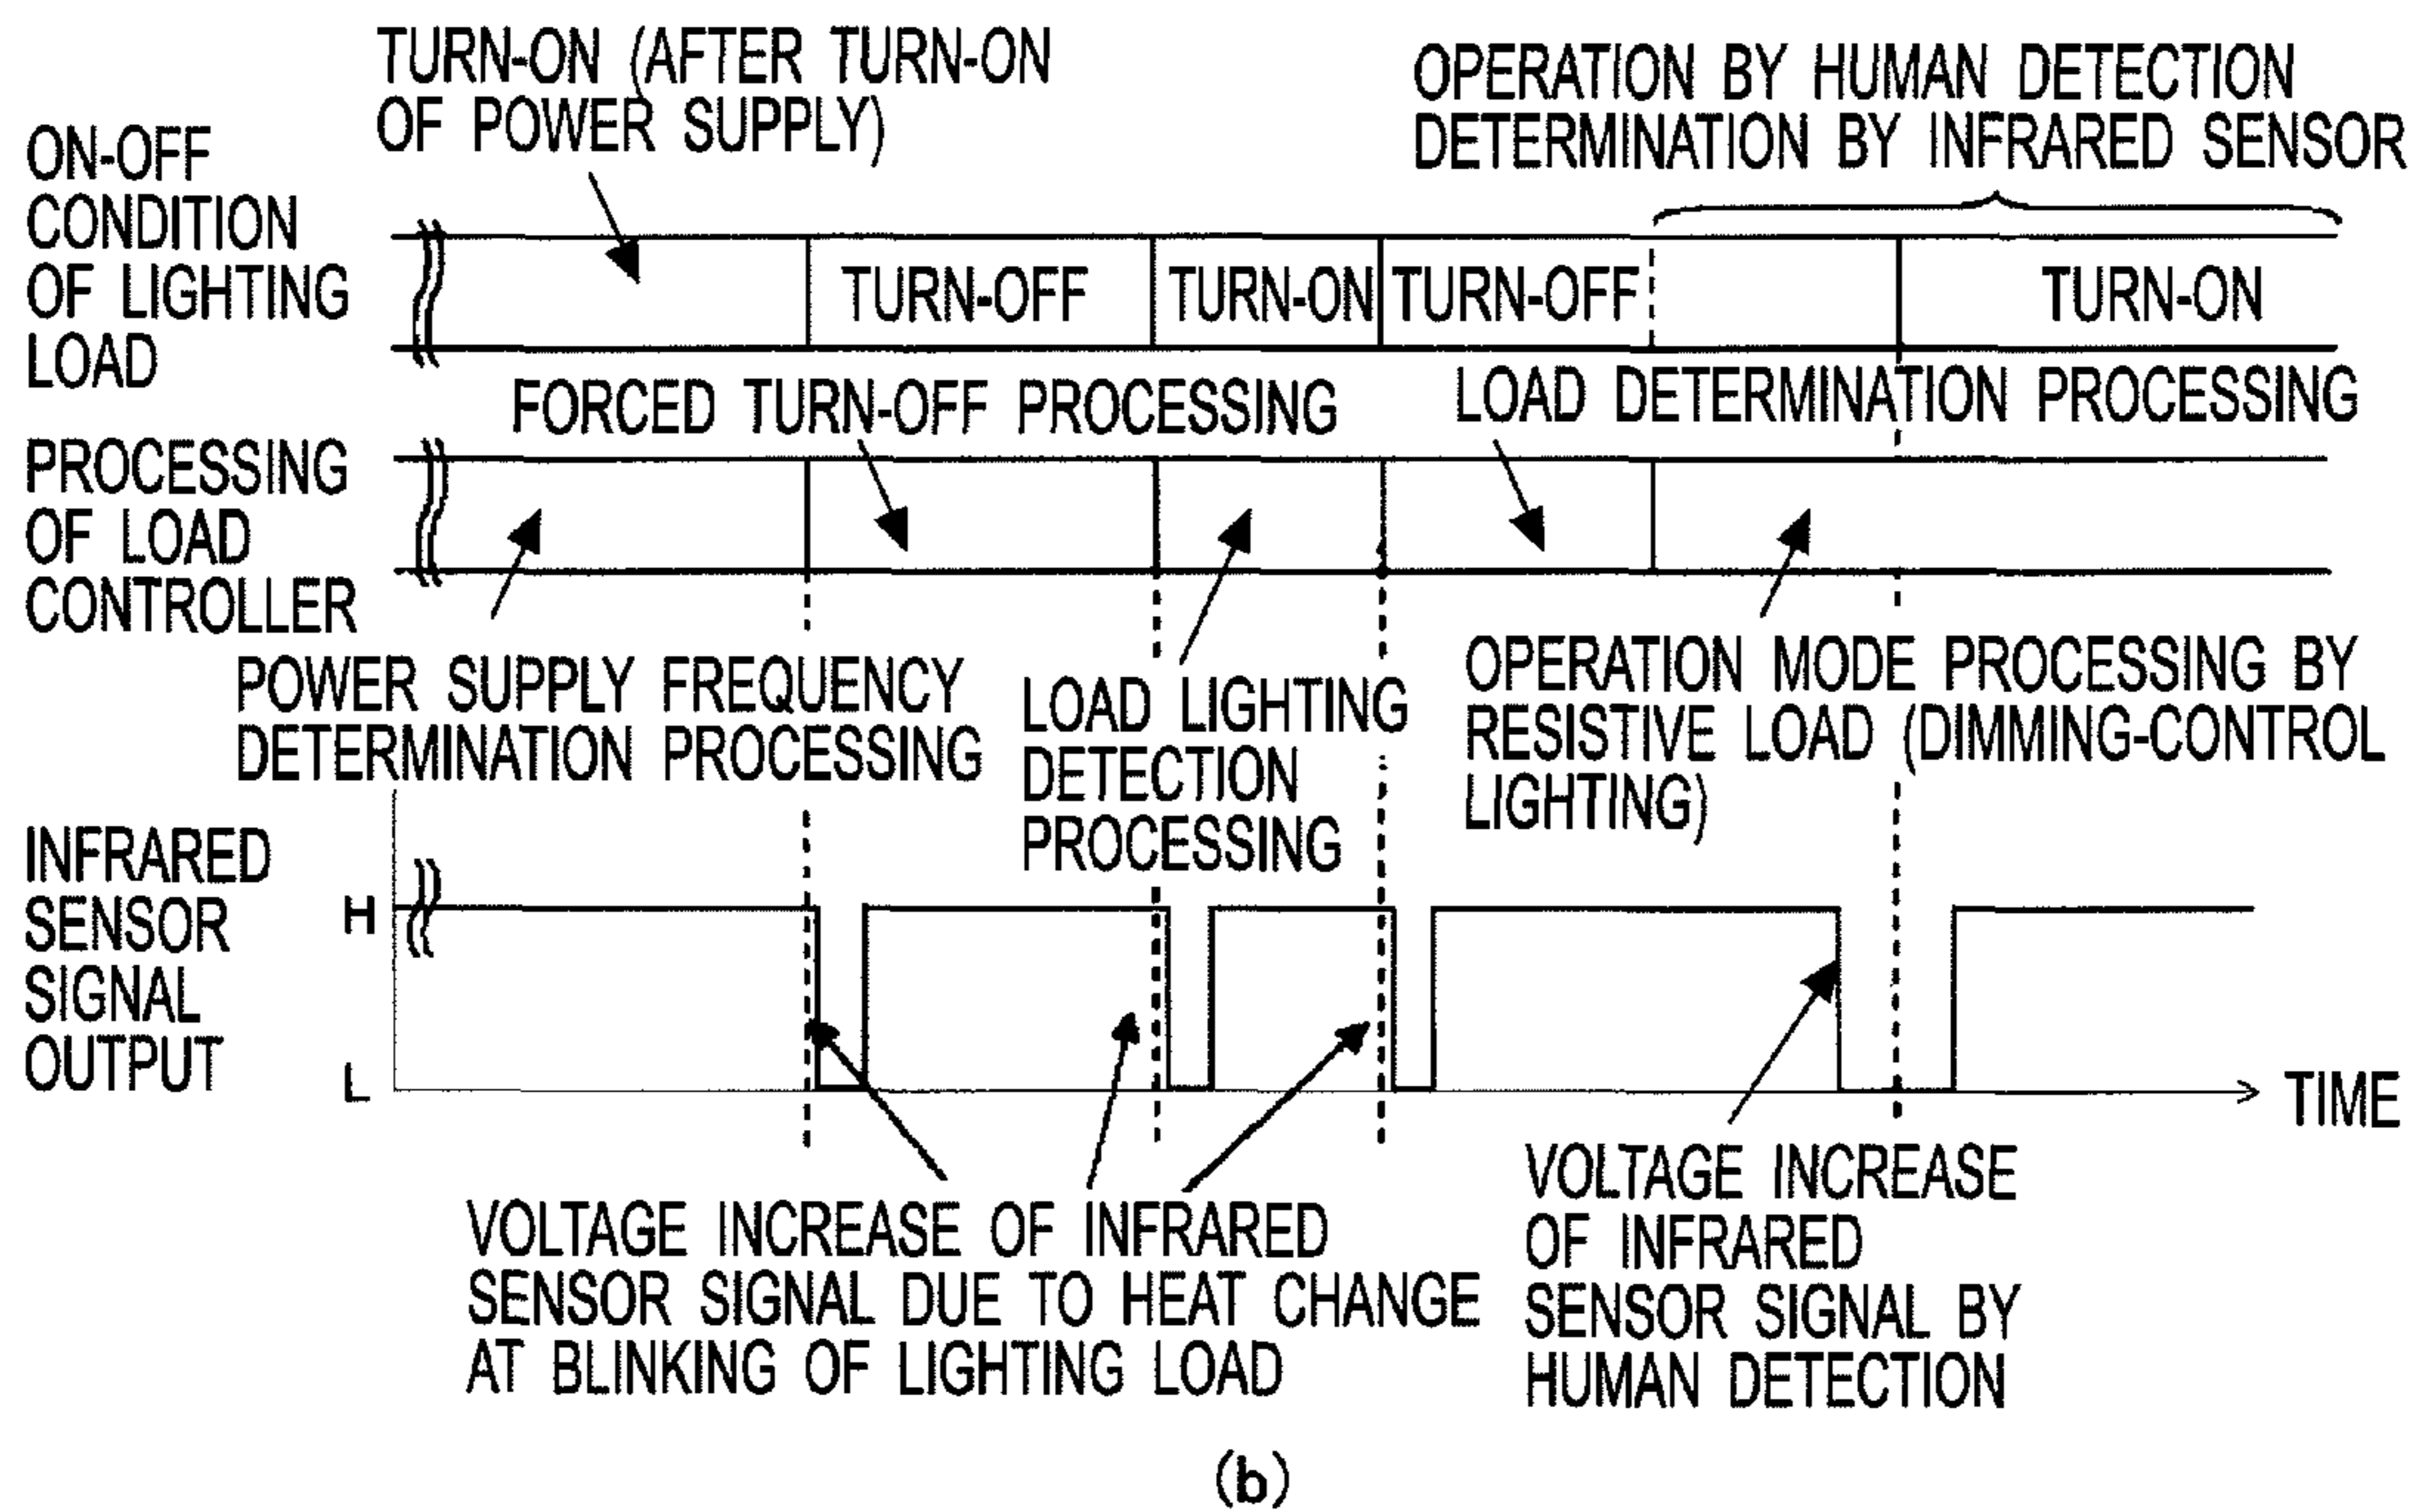 TURN-ON (AFTER TURN-ON
OF POWER SUPPLY)
OPERATION BY HUMAN DETECTION
DETERMINATION BY INFRARED SENSOR
ON-OFF
CONDITION
OF LIGHTING
LOAD
TURN-OFF
TURN-ON
TURN-OFF
TURN-ON
FORCED TURN-OFF PROCESSING
LOAD DETERMINATION PROCESSING
PROCESSING
OF LOAD
CONTROLLER
POWER SUPPLY FREQUENCY
DETERMINATION PROCESSING
LOAD LIGHTING
DETECTION
PROCESSING
OPERATION MODE PROCESSING BY
RESISTIVE LOAD (DIMMING-CONTROL
LIGHTING)
INFRARED
SENSOR
SIGNAL
OUTPUT
H
L
TIME
VOLTAGE INCREASE OF INFRARED
SENSOR SIGNAL DUE TO HEAT CHANGE
AT BLINKING OF LIGHTING LOAD
VOLTAGE INCREASE
OF INFRARED
SENSOR SIGNAL BY
HUMAN DETECTION
(b)